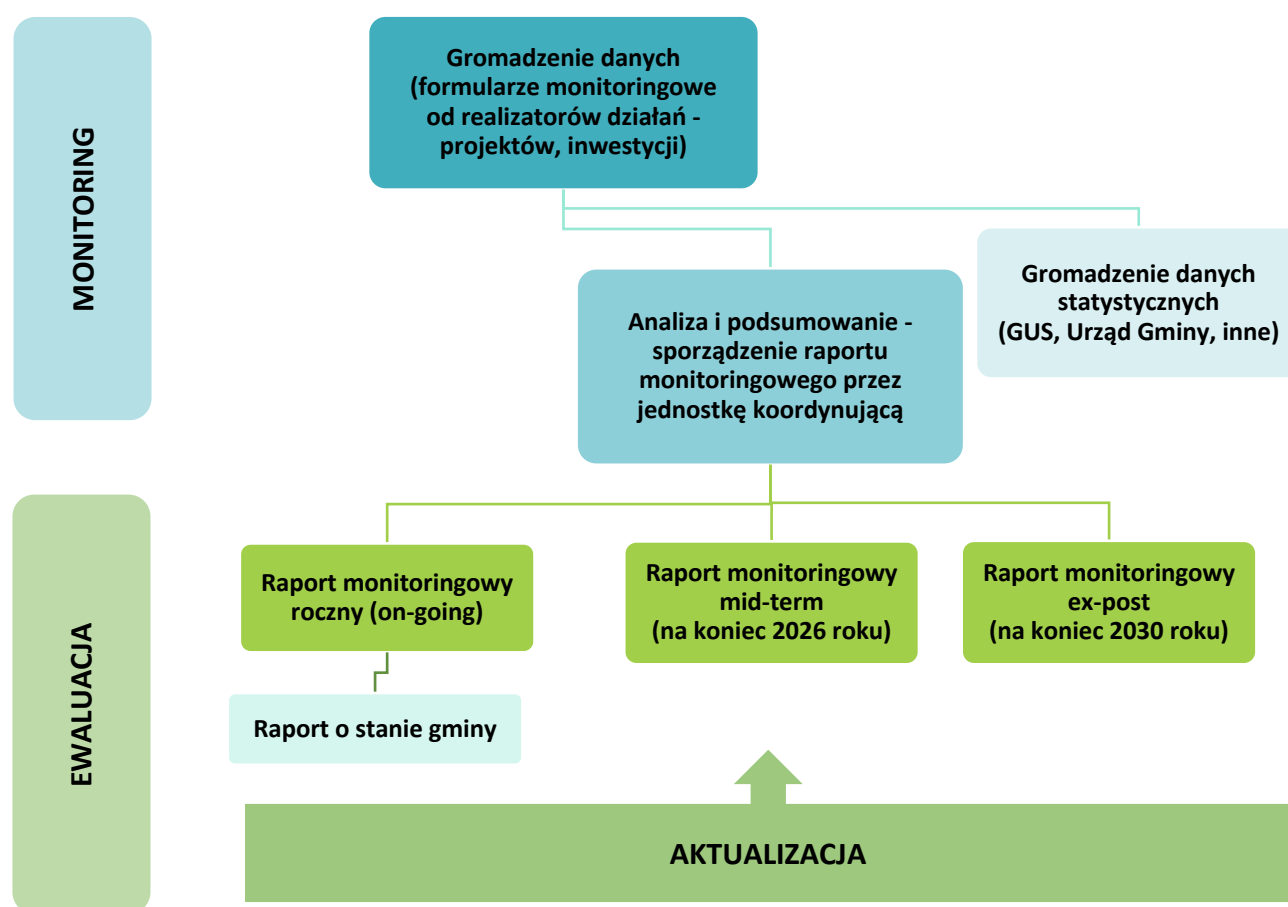 MONITORING
Gromadzenie danych
(formularze monitoringowe
od realizatorów działań -
projektów, inwestycji)
Gromadzenie danych
statystycznych
(GUS, Urząd Gminy, inne)
Analiza i podsumowanie -
sporządzenie raportu
monitoringowego przez
jednostkę koordynującą
EWALUACJA
Raport monitoringowy
roczny (on-going)
Raport monitoringowy
mid-term
(na koniec 2026 roku)
Raport monitoringowy
ex-post
(na koniec 2030 roku)
Raport o stanie gminy
AKTUALIZACJA